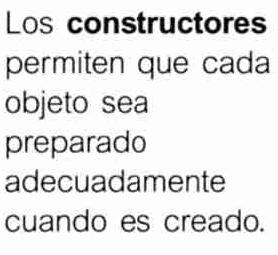 Los constructores
permiten que cada
objeto sea
preparado
adecuadamente
cuando es creado.